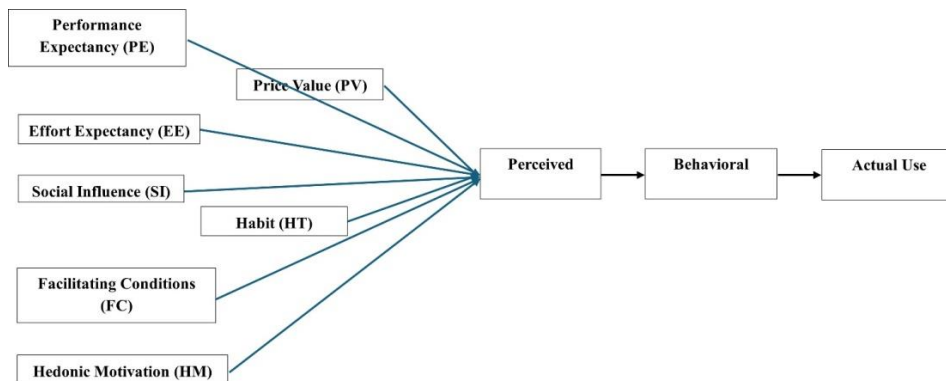 Performance
Expectancy (PE)
Price Value (PV)
Effort Expectancy (EE)
Social Influence (SI)
Habit (HT)
Facilitating Conditions
(FC)
Hedonic Motivation (HM)
Perceived
Behavioral
Actual Use